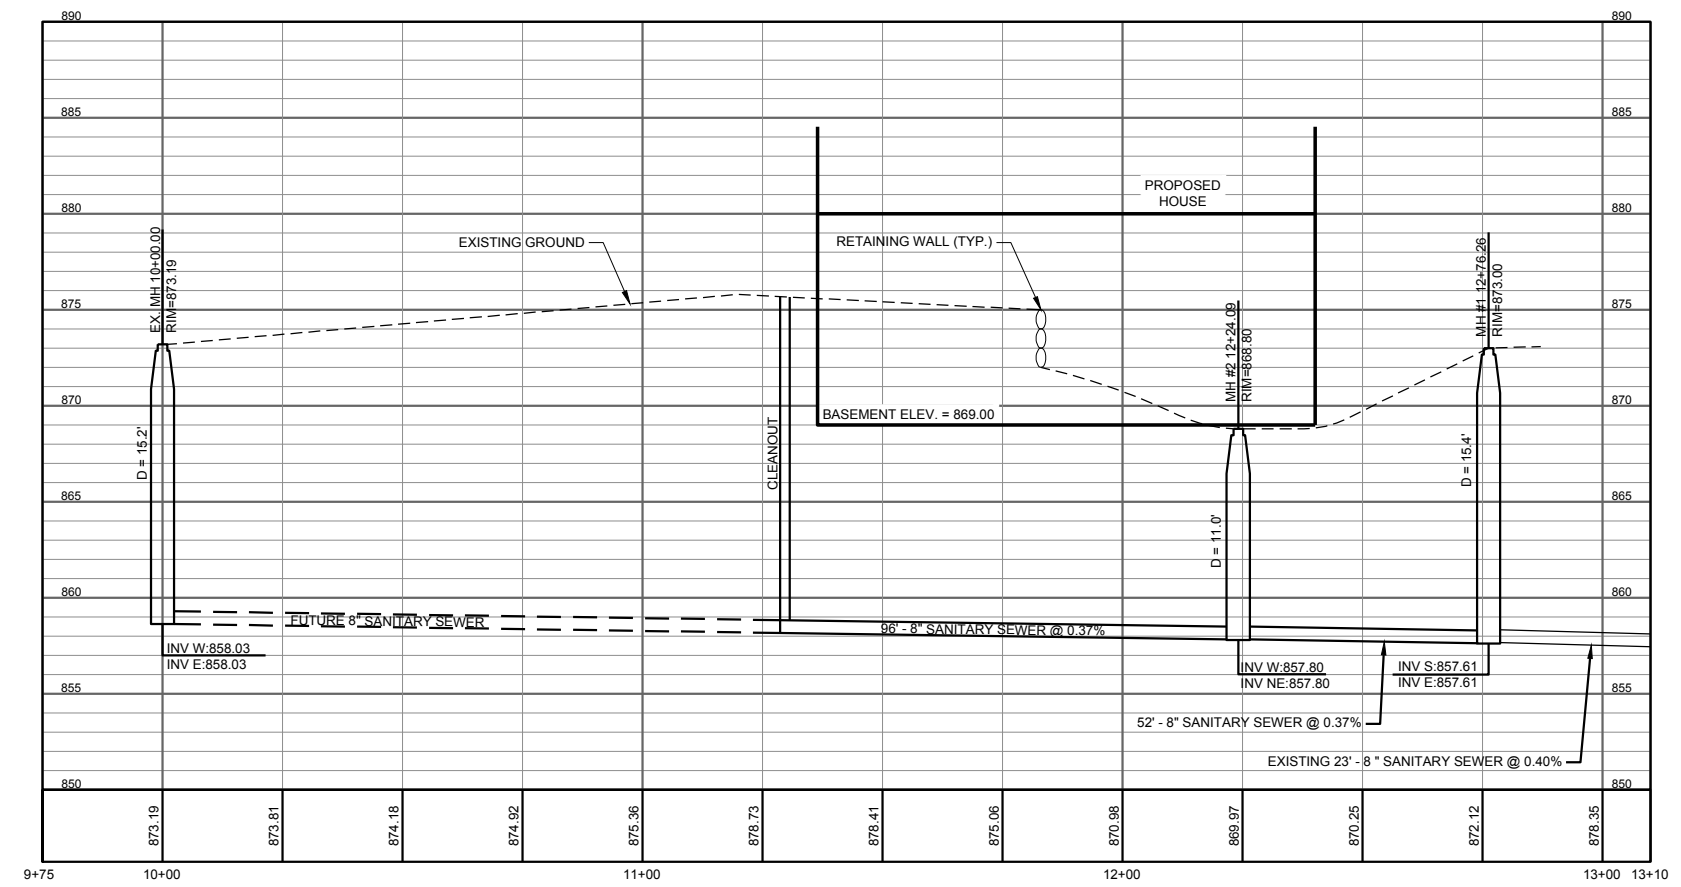 890
890
885
885
880
880
875
875
870
870
865
865
860
860
855
855
850
850
PROPOSED
HOUSE
EXISTING GROUND
RETAINING WALL (TYP.)
EX. MH 10+00.00
RIM=873.19
MH #2 12+24.09
RIM=868.80
MH #1 12+76.26
RIM=873.00
BASEMENT ELEV. = 869.00
CLEANOUT
D = 15.2'
D = 11.0'
D = 15.4'
FUTURE 8" SANITARY SEWER
96' - 8" SANITARY SEWER @ 0.37%
INV W:858.03
INV E:858.03
INV W:857.80
INV NE:857.80
INV S:857.61
INV E:857.61
52' - 8" SANITARY SEWER @ 0.37%
EXISTING 23' - 8 " SANITARY SEWER @ 0.40%
873.19
873.81
874.18
874.92
875.36
878.73
878.41
875.06
870.98
869.97
870.25
872.12
878.35
9+75
10+00
11+00
12+00
13+00
13+10